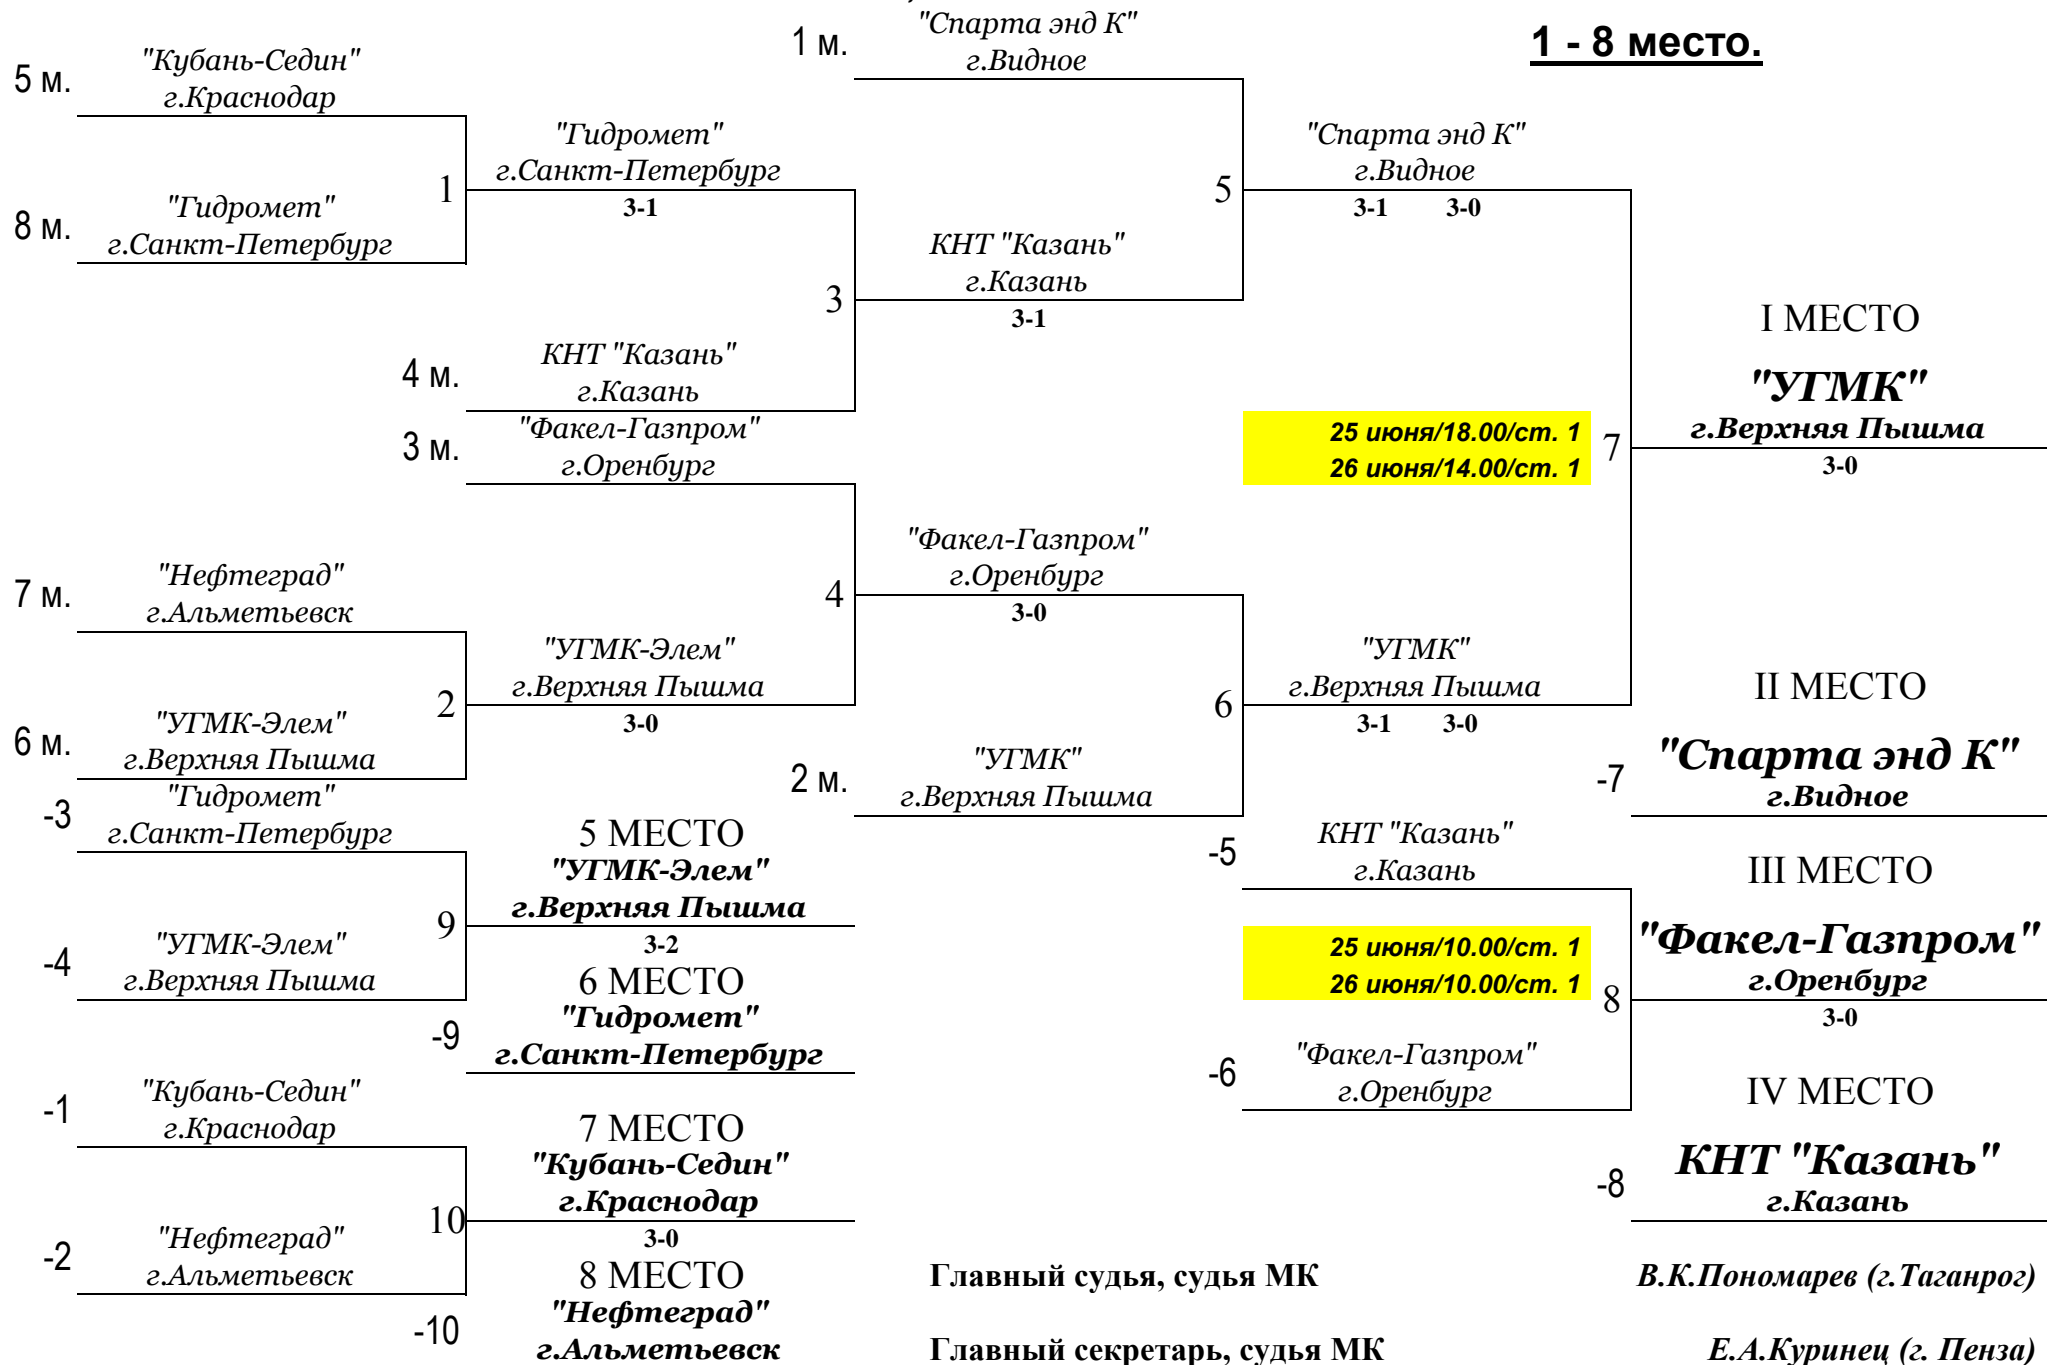 "Спарта энд К"
1 м.
г.Видное
1 - 8 место.
"Кубань-Седин"
5 м.
г.Краснодар
"Гидромет"
г.Санкт-Петербург
1
3-1
"Спарта энд К"
г.Видное
5
3-1 3-0
"Гидромет"
8 м.
г.Санкт-Петербург
КНТ "Казань"
г.Казань
3
3-1
I МЕСТО
"УГМК"
г.Верхняя Пышма
3-0
КНТ "Казань"
4 м.
г.Казань
"Факел-Газпром"
3 м.
г.Оренбург
25 июня/18.00/ст. 1
7
26 июня/14.00/ст. 1
"Факел-Газпром"
г.Оренбург
4
3-0
"Нефтеград"
7 м.
г.Альметьевск
"УГМК-Элем"
г.Верхняя Пышма
2
3-0
"УГМК"
г.Верхняя Пышма
6
3-1 3-0
II МЕСТО
"Спарта энд К"
-7
г.Видное
"УГМК-Элем"
6 м.
г.Верхняя Пышма
"УГМК"
2 м.
г.Верхняя Пышма
"Гидромет"
-3
г.Санкт-Петербург
5 МЕСТО
"УГМК-Элем"
г.Верхняя Пышма
9
3-2
КНТ "Казань"
-5
г.Казань
III МЕСТО
"Факел-Газпром"
г.Оренбург
3-0
"УГМК-Элем"
-4
г.Верхняя Пышма
25 июня/10.00/ст. 1
26 июня/10.00/ст. 1
8
6 МЕСТО
"Гидромет"
-9
г.Санкт-Петербург
"Факел-Газпром"
-6
г.Оренбург
IV МЕСТО
КНТ "Казань"
-8
г.Казань
"Кубань-Седин"
-1
г.Краснодар
7 МЕСТО
"Кубань-Седин"
г.Краснодар
10
3-0
"Нефтеград"
-2
г.Альметьевск
8 МЕСТО
"Нефтеград"
-10
г.Альметьевск
Главный судья, судья МК В.К.Пономарев (г.Таганрог)
Главный секретарь, судья МК Е.А.Куринец (г. Пенза)